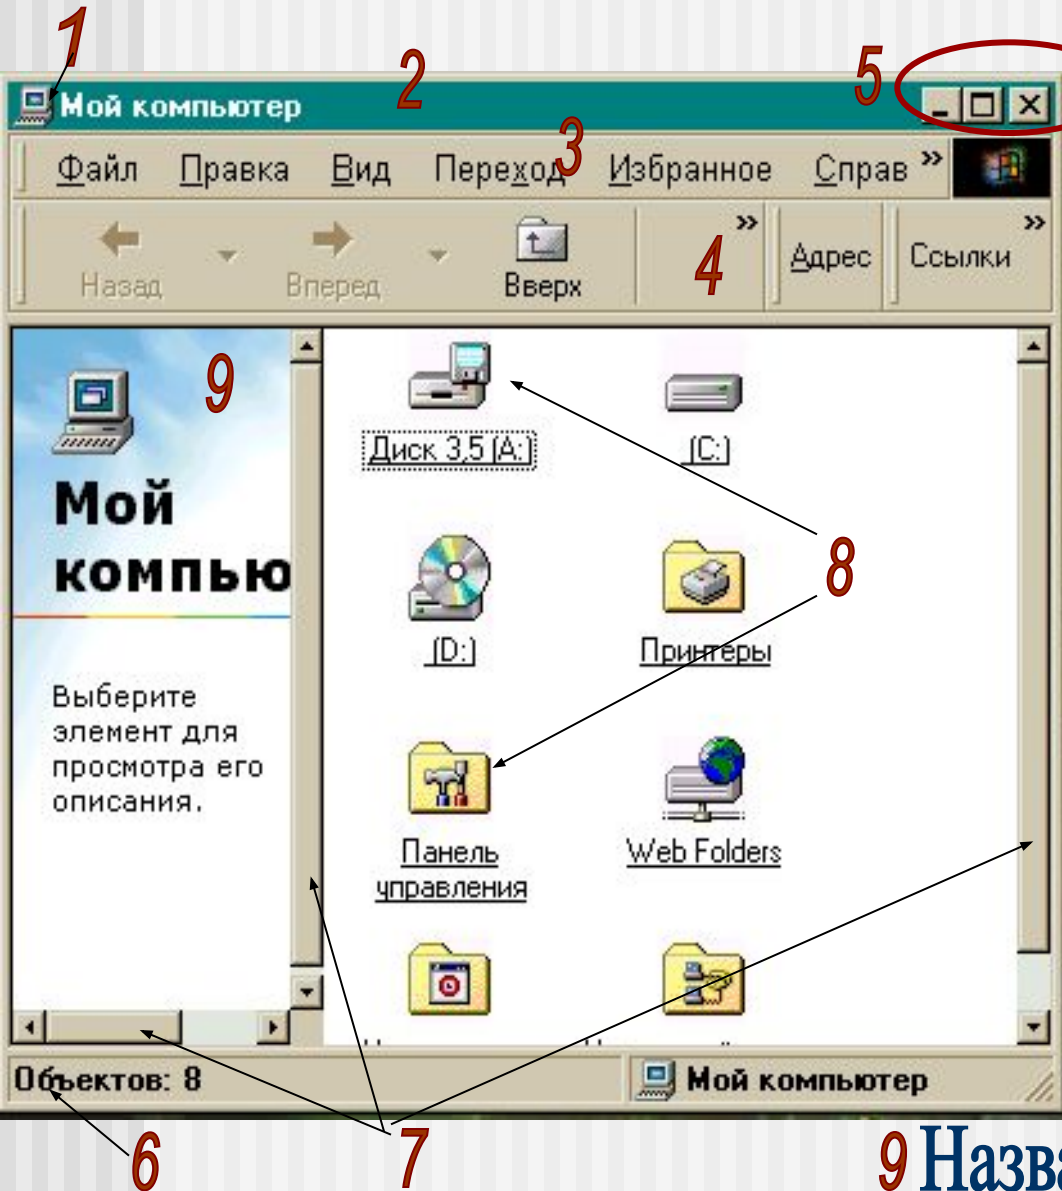 1
2
5
Мой компьютер
3
Файл Правка Вид Переход Избранное Справ »
» »
4
Назад Вперед Вверх Адрес Ссылки
9
Мой
компью
Выберите
элемент для
просмотра его
описания.
Диск 3,5 (A:) (C:)
8
(D:) Принтеры
Панель
управления
Web Folders
Объектов: 8 Мой компьютер
6 7
9 Назва